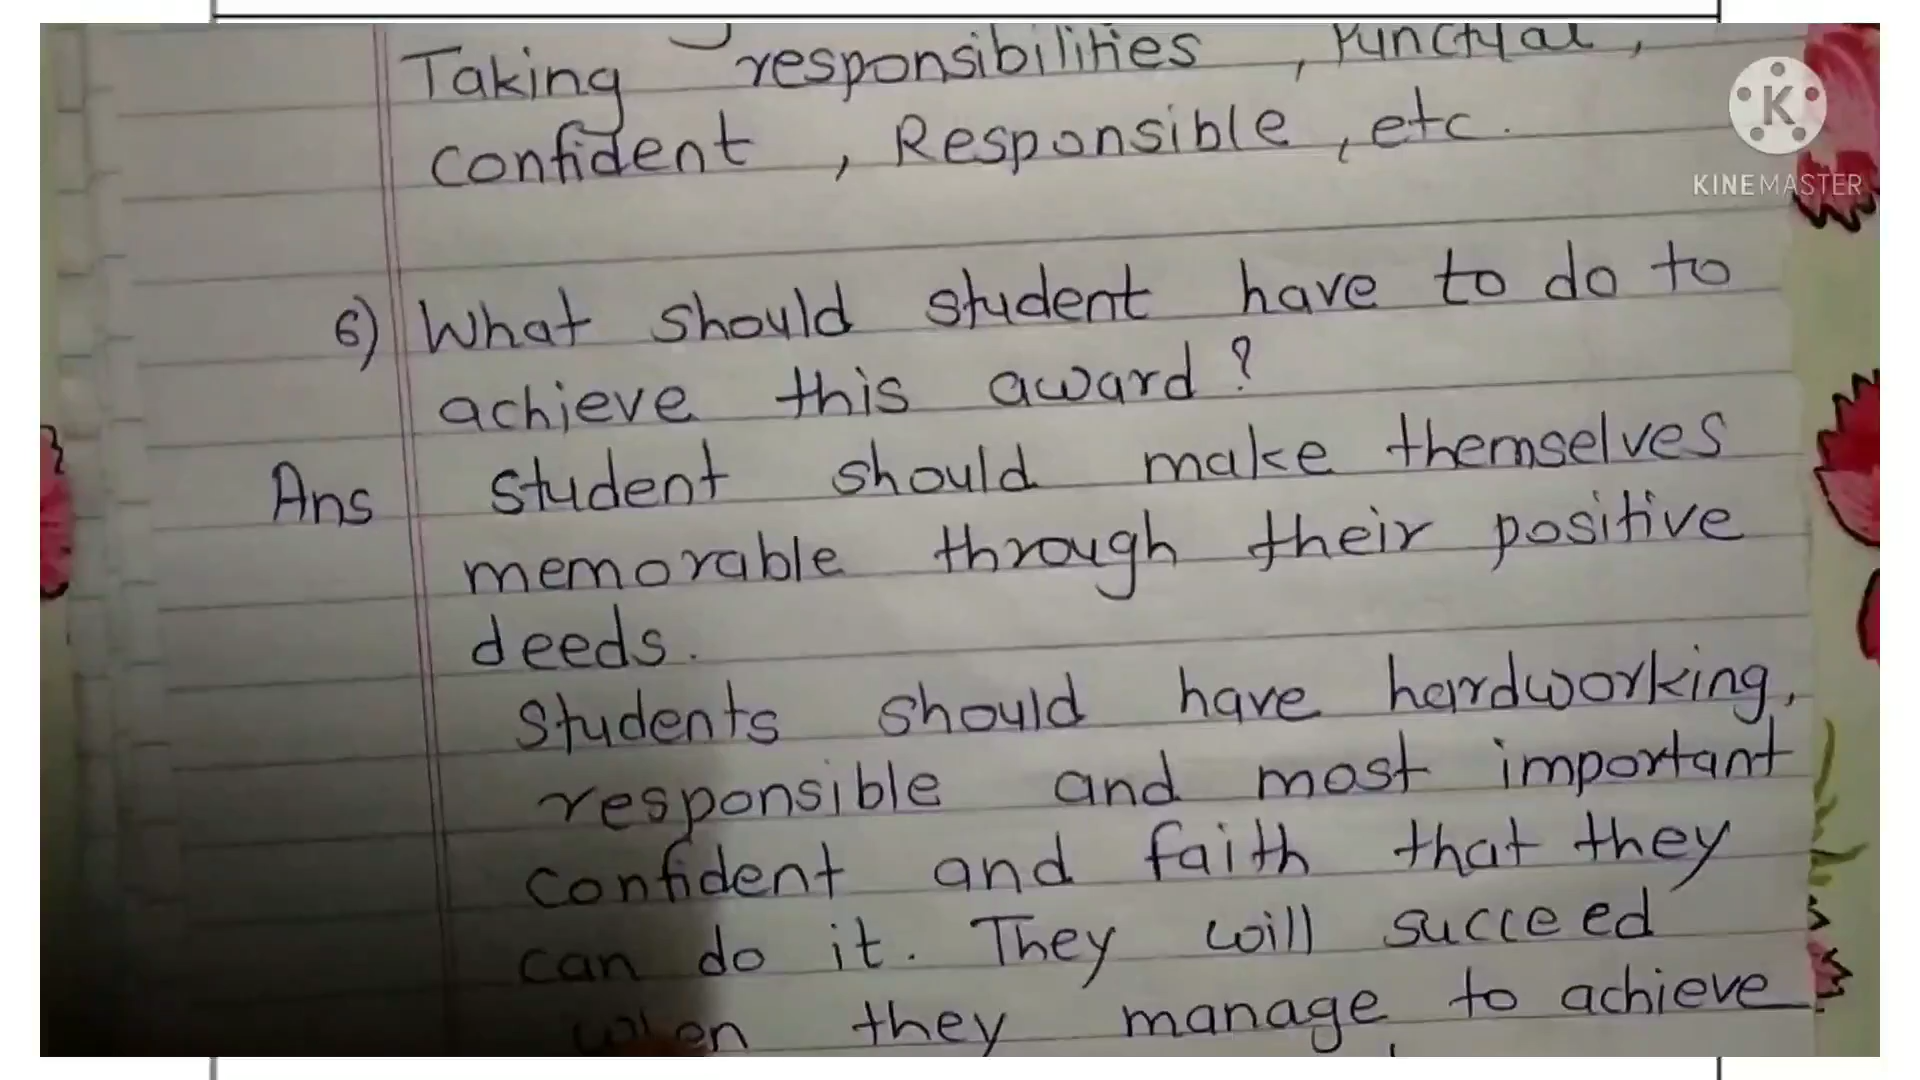 Taking responsibilities, Punctual,
confident, Responsible, etc.
KINEMASTER
6) What should student have to do to
achieve this award?
Ans student should make themselves
memorable through their positive
deeds.
Students should have hardworking,
responsible and most important
confident and faith that they
can do it. They will succeed
when they manage to achieve